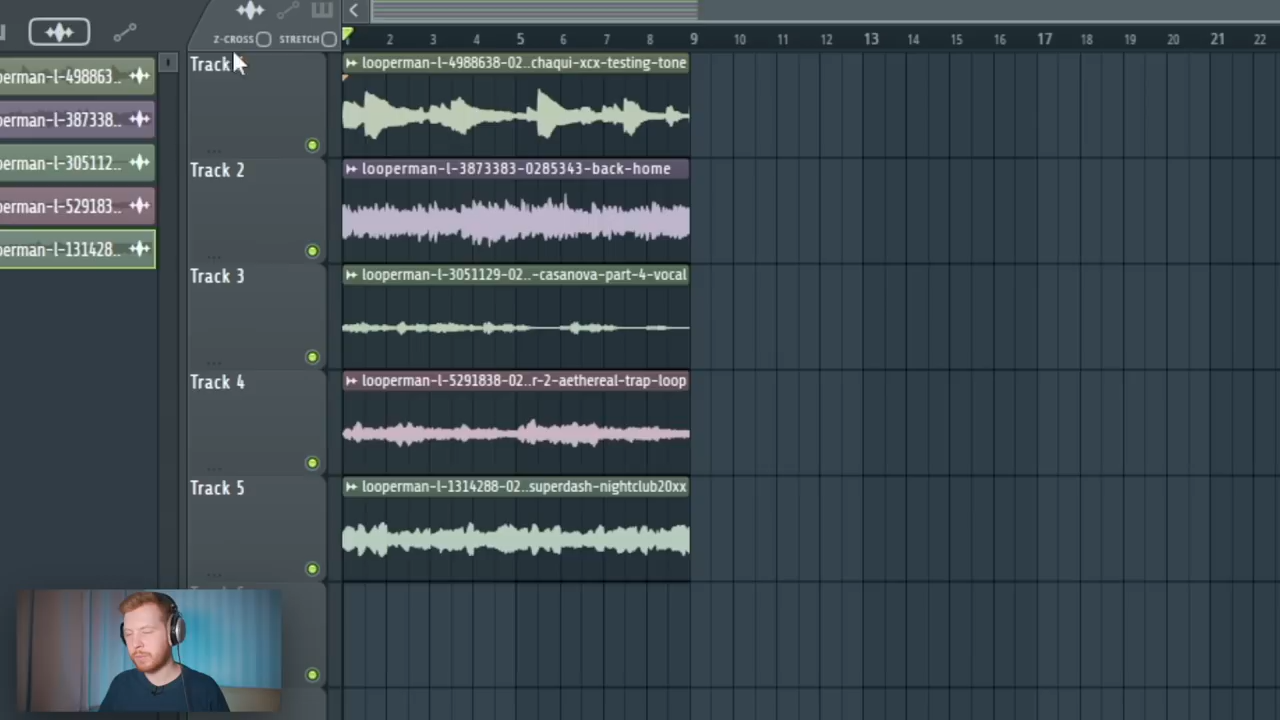 Z-CROSS STRETCH
1 2 3 4 5 6 7 8 9 10 11 12 13 14 15 16 17 18 19 20 21 22
Track
looperman-l-4988638-02..chaqui-xcx-testing-tone
perman-l-498863..
perman-l-387338..
perman-l-305112..
perman-l-529183..
perman-l-131428..
Track 2
looperman-l-3873383-0285343-back-home
Track 3
looperman-l-3051129-02..-casanova-part-4-vocal
Track 4
looperman-l-5291838-02..r-2-aethereal-trap-loop
Track 5
looperman-l-1314288-02..superdash-nightclub20xx